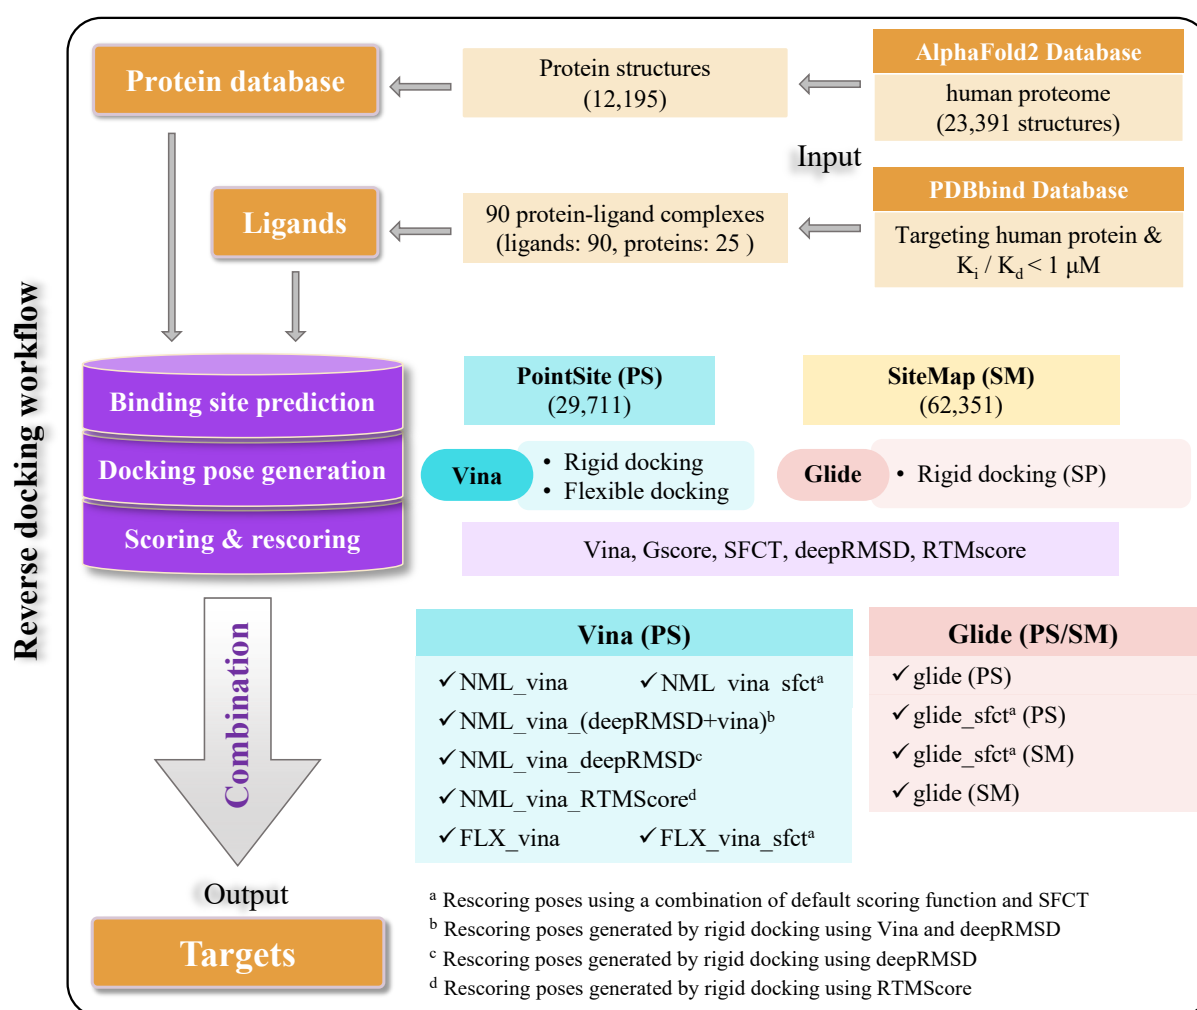 Reverse docking workflow
Protein database
Protein structures
(12,195)
AlphaFold2 Database
human proteome
(23,391 structures)
Input
Ligands
90 protein-ligand complexes
(ligands: 90, proteins: 25 )
PDBbind Database
Targeting human protein &
Ki / Kd < 1 μM
Binding site prediction
PointSite (PS)
(29,711)
SiteMap (SM)
(62,351)
Docking pose generation
Vina
• Rigid docking
• Flexible docking
Glide
• Rigid docking (SP)
Scoring & rescoring
Vina, Gscore, SFCT, deepRMSD, RTMscore
Combination
Vina (PS)
✓ NML_vina
✓ NML_vina_sfctᵃ
✓ NML_vina_(deepRMSD+vina)ᵇ
✓ NML_vina_deepRMSDᶜ
✓ NML_vina_RTMScoreᵈ
✓ FLX_vina
✓ FLX_vina_sfctᵃ
Glide (PS/SM)
✓ glide (PS)
✓ glide_sfctᵃ (PS)
✓ glide_sfctᵃ (SM)
✓ glide (SM)
Output
Targets
ᵃ Rescoring poses using a combination of default scoring function and SFCT
ᵇ Rescoring poses generated by rigid docking using Vina and deepRMSD
ᶜ Rescoring poses generated by rigid docking using deepRMSD
ᵈ Rescoring poses generated by rigid docking using RTMScore